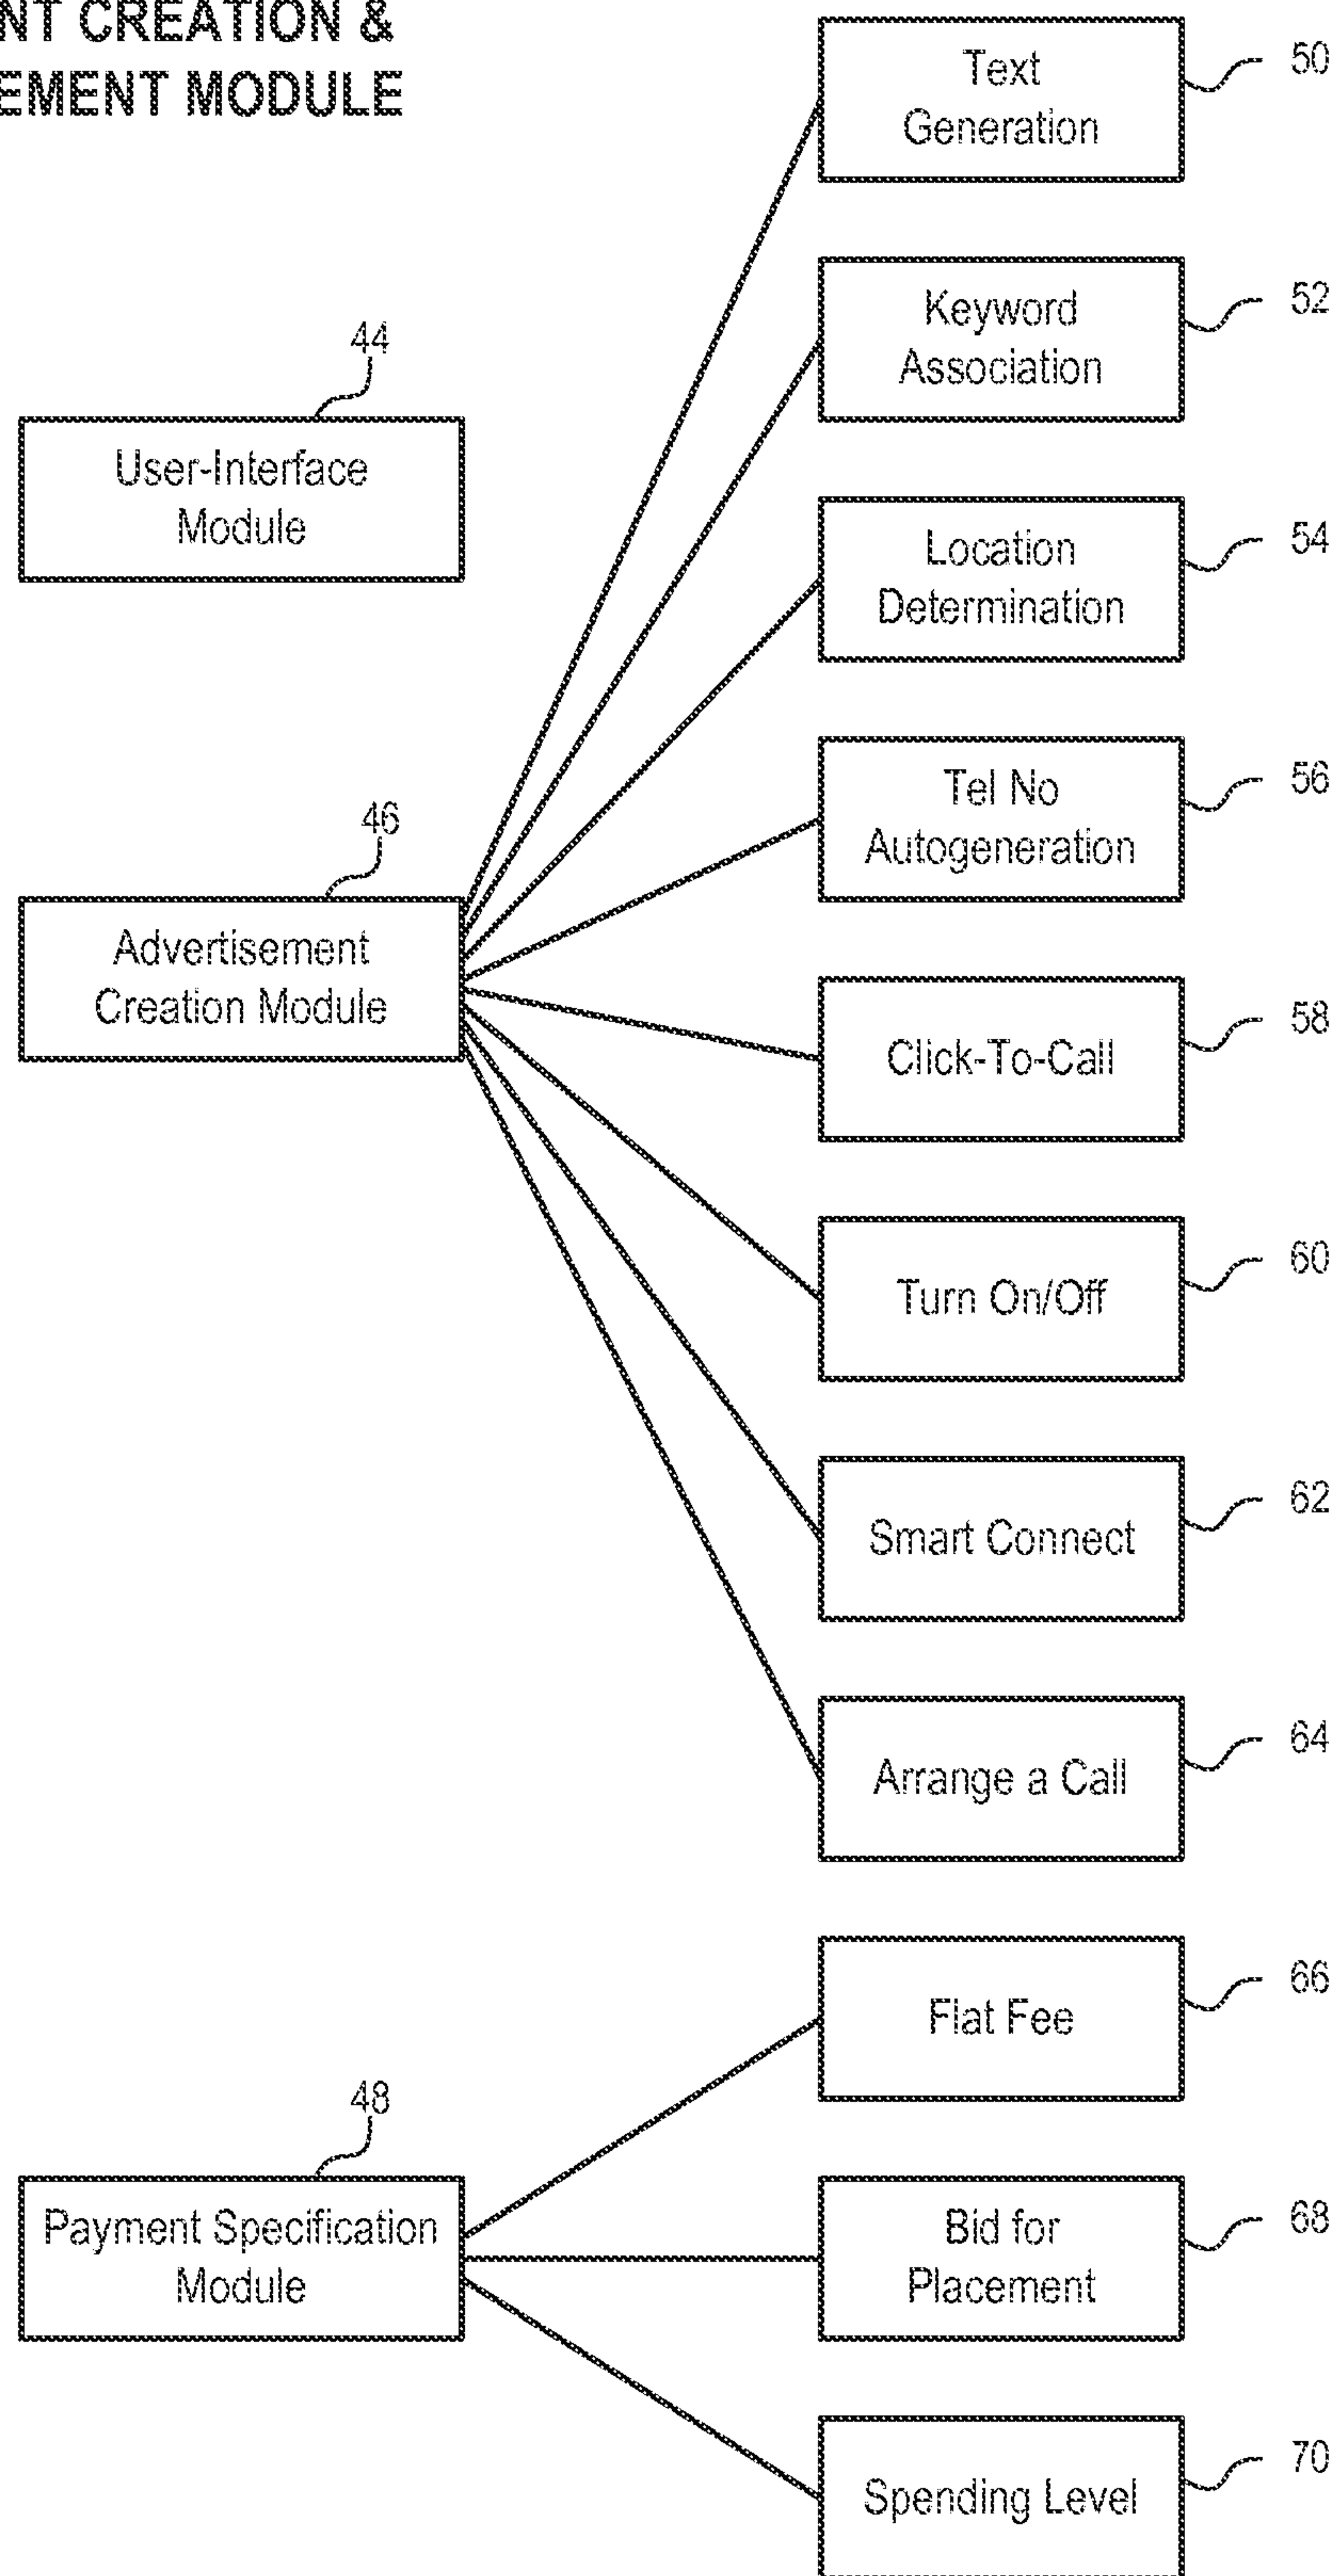 CREATION &
MODULE
50
Text
Generation
52
Keyword
Association
44
User-Interface
Module
54
Location
Determination
56
Tel No
Autogeneration
46
Advertisement
Creation Module
58
Click-To-Call
60
Turn On/Off
62
Smart Connect
64
Arrange a Call
66
Flat Fee
48
Payment Specification
Module
68
Bid for
Placement
70
Spending Level